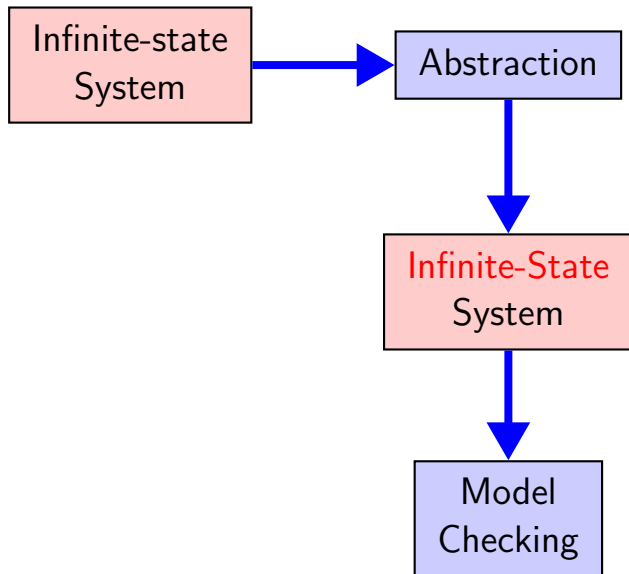 Infinite-state
System
Abstraction
Infinite-State
System
Model
Checking